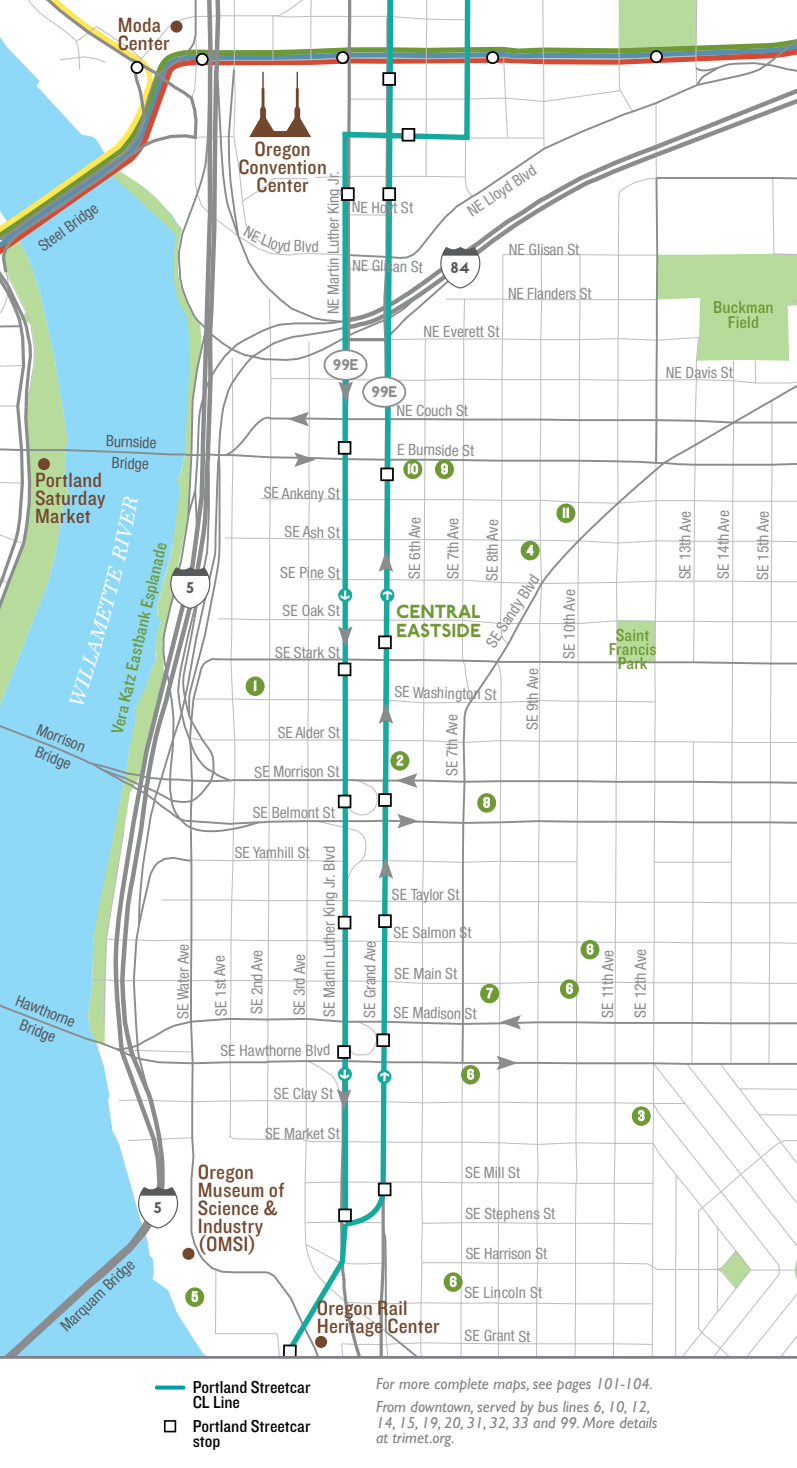 Moda
Center
Oregon
Convention
Center
Steel Bridge
NE Martin Luther King Jr.
NE Hoyt St
NE Lloyd Blvd
NE Lloyd Blvd
NE Glisan St
NE Glisan St
84
NE Flanders St
Buckman
Field
NE Everett St
99E
99E
NE Davis St
NE Couch St
Burnside
Bridge
E Burnside St
10
9
Portland
Saturday
Market
SE Ankeny St
11
WILLAMETTE RIVER
Vera Katz Eastbank Esplanade
SE Ash St
SE 6th Ave
SE 7th Ave
SE 8th Ave
4
SE 13th Ave
SE 14th Ave
SE 15th Ave
SE Pine St
5
SE Sandy Blvd
SE 10th Ave
SE Oak St
CENTRAL
EASTSIDE
Saint
Francis
Park
SE Stark St
1
SE Washington St
SE 9th Ave
SE 7th Ave
Morrison
Bridge
SE Alder St
2
SE Morrison St
8
SE Belmont St
SE Yamhill St
SE Martin Luther King Jr. Blvd
SE Taylor St
SE Salmon St
SE Water Ave
SE 1st Ave
SE 2nd Ave
SE 3rd Ave
SE Grand Ave
6
SE 11th Ave
SE 12th Ave
SE Main St
7
6
Hawthorne
Bridge
SE Madison St
SE Hawthorne Blvd
6
SE Clay St
3
SE Market St
SE Mill St
Oregon
Museum of
Science &
Industry
(OMSI)
5
SE Stephens St
SE Harrison St
Marquam Bridge
5
6
SE Lincoln St
Oregon Rail
Heritage Center
SE Grant St
Portland Streetcar
CL Line
Portland Streetcar
stop
For more complete maps, see pages 101-104.
From downtown, served by bus lines 6, 10, 12,
14, 15, 19, 20, 31, 32, 33 and 99. More details
at trimet.org.